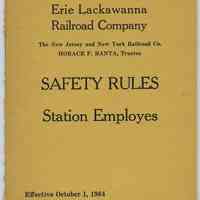 Erie Lackawanna
Railroad Company
The New Jersey and New York Railroad Co.
HORACE F. BANTA, Trustee
SAFETY RULES
Station Employes
Effective October 1, 1964